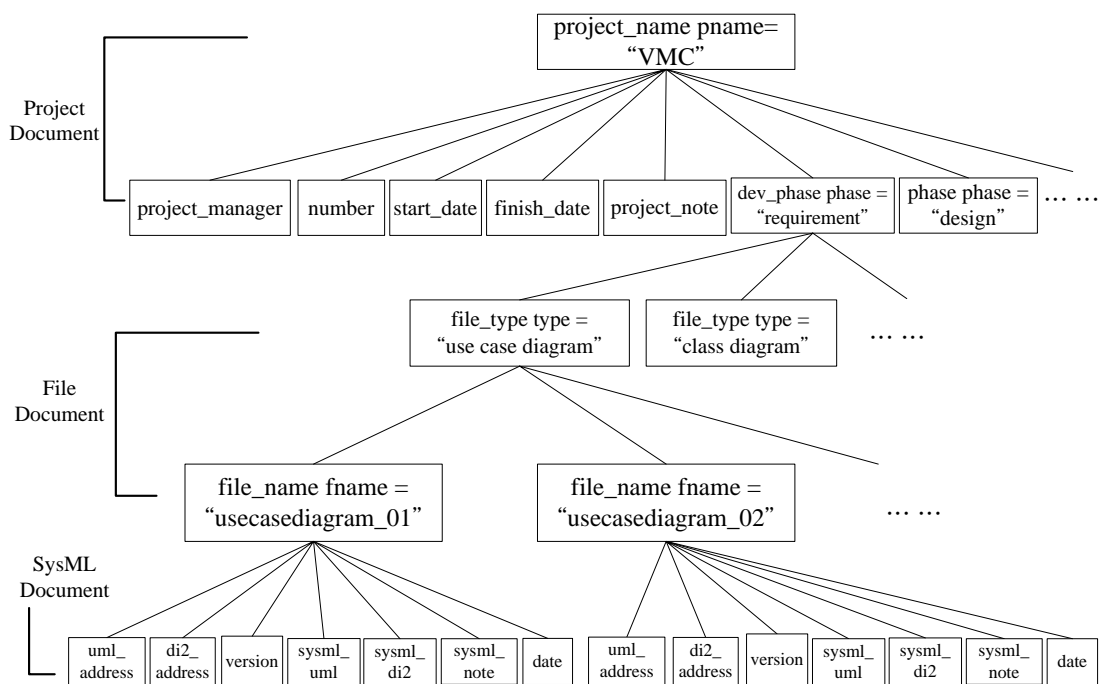 project_name pname=
“VMC”
Project
Document
project_manager
number
start_date
finish_date
project_note
dev_phase phase =
“requirement”
phase phase =
“design”
... ...
file_type type =
“use case diagram”
file_type type =
“class diagram”
... ...
File
Document
file_name fname =
“usecasediagram_01”
file_name fname =
“usecasediagram_02”
... ...
SysML
Document
uml_
address
di2_
address
version
sysml_
uml
sysml_
di2
sysml_
note
date
uml_
address
di2_
address
version
sysml_
uml
sysml_
di2
sysml_
note
date